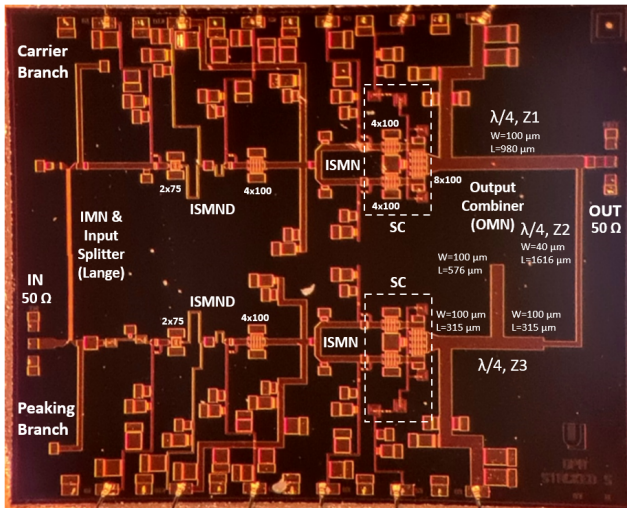 Carrier
Branch
4x100
λ/4, Z1
W=100 µm
L=980 µm
2x75
4x100
ISMN
8x100
ISMND
4x100
Output
Combiner
(OMN)
OUT
50 Ω
IMN &
Input
Splitter
(Lange)
SC
λ/4, Z2
W=40 µm
L=1616 µm
IN
50 Ω
ISMND
SC
W=100 µm
L=576 µm
2x75
4x100
ISMN
W=100 µm
L=315 µm
W=100 µm
L=315 µm
λ/4, Z3
Peaking
Branch
STACKED S